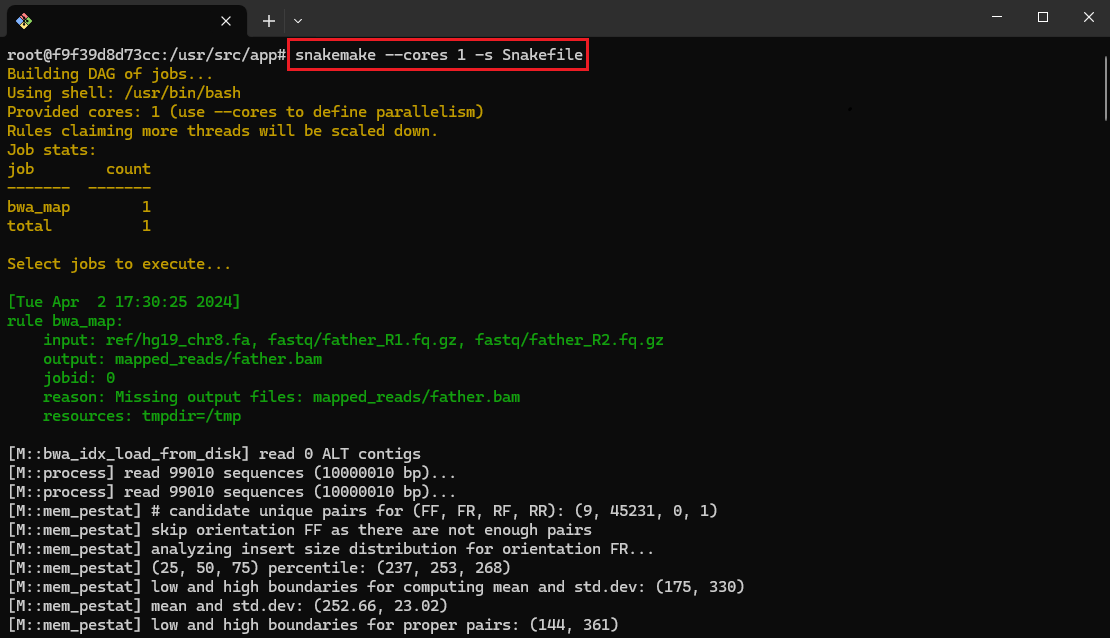 root@f9f39d8d73cc:/usr/src/app# snakemake --cores 1 -s Snakefile
Building DAG of jobs...
Using shell: /usr/bin/bash
Provided cores: 1 (use --cores to define parallelism)
Rules claiming more threads will be scaled down.
Job stats:
job        count
-------  -------
bwa_map        1
total          1
Select jobs to execute...
[Tue Apr  2 17:30:25 2024]
rule bwa_map:
    input: ref/hg19_chr8.fa, fastq/father_R1.fq.gz, fastq/father_R2.fq.gz
    output: mapped_reads/father.bam
    jobid: 0
    reason: Missing output files: mapped_reads/father.bam
    resources: tmpdir=/tmp
[M::bwa_idx_load_from_disk] read 0 ALT contigs
[M::process] read 99010 sequences (10000010 bp)...
[M::process] read 99010 sequences (10000010 bp)...
[M::mem_pestat] # candidate unique pairs for (FF, FR, RF, RR): (9, 45231, 0, 1)
[M::mem_pestat] skip orientation FF as there are not enough pairs
[M::mem_pestat] analyzing insert size distribution for orientation FR...
[M::mem_pestat] (25, 50, 75) percentile: (237, 253, 268)
[M::mem_pestat] low and high boundaries for computing mean and std.dev: (175, 330)
[M::mem_pestat] mean and std.dev: (252.66, 23.02)
[M::mem_pestat] low and high boundaries for proper pairs: (144, 361)